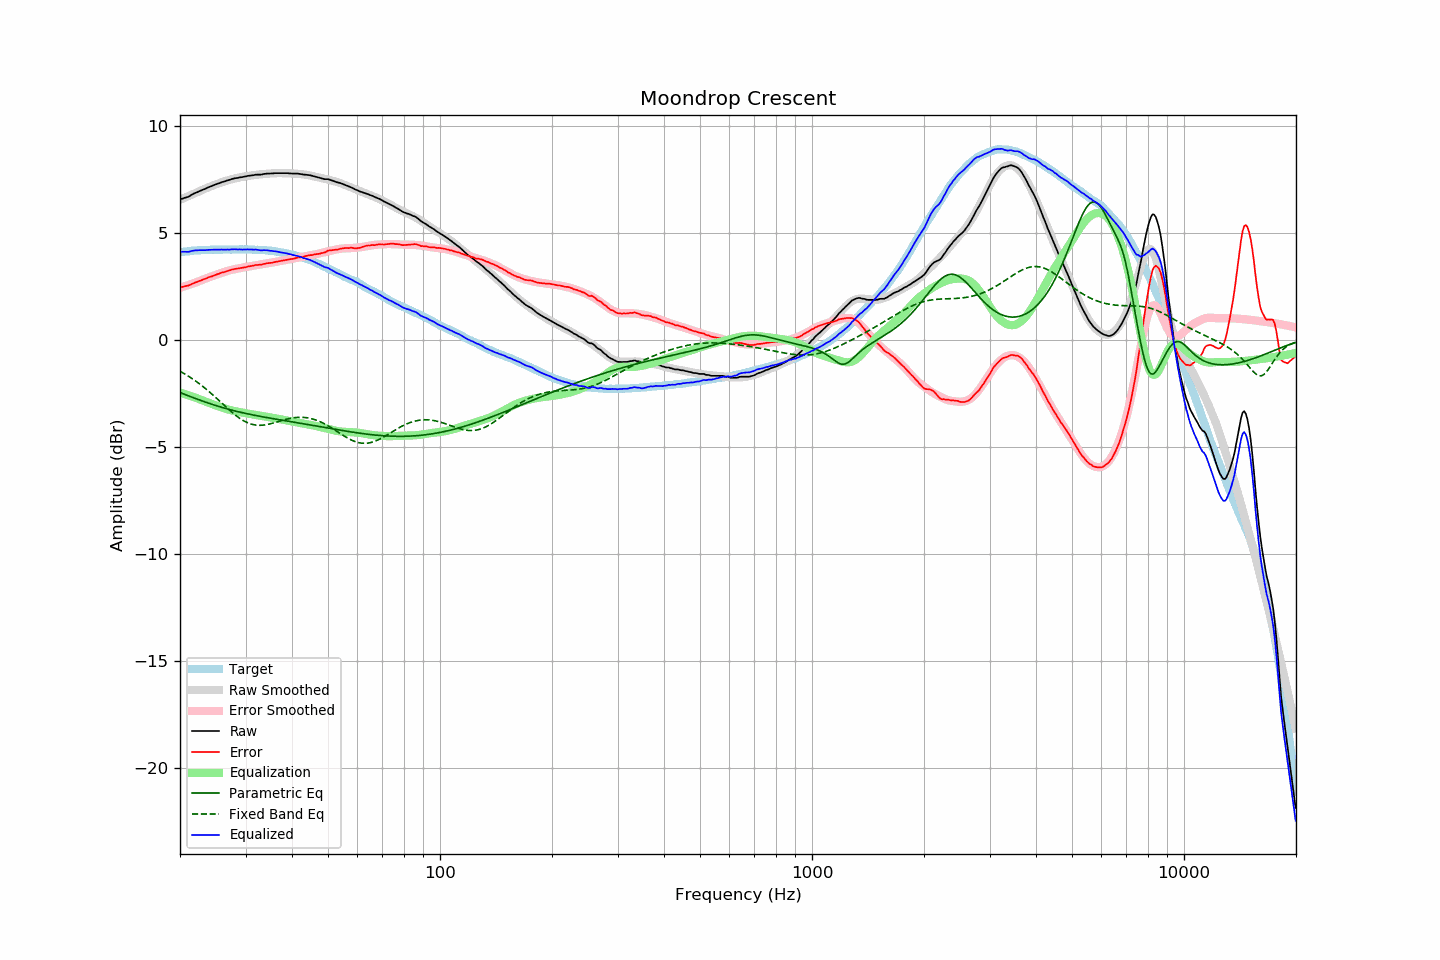 Moondrop Crescent
10
5
0
−5
−10
−15
−20
Amplitude (dBr)
Target
Raw Smoothed
Error Smoothed
Raw
Error
Equalization
Parametric Eq
Fixed Band Eq
Equalized
100
1000
10000
Frequency (Hz)